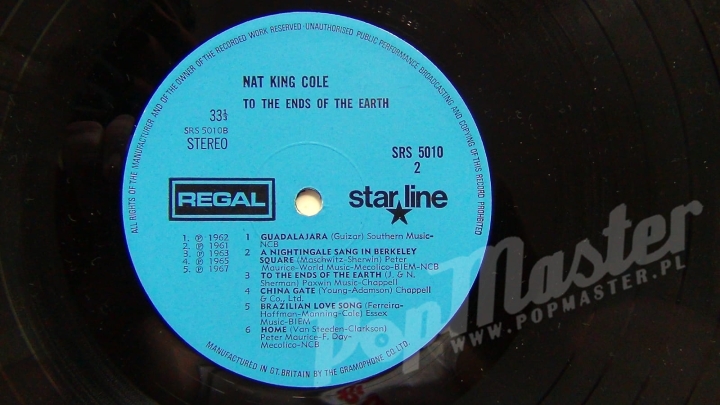 ALL RIGHTS OF THE MANUFACTURER AND OF THE OWNER OF THE RECORDED WORK RESERVED · UNAUTHORISED PUBLIC PERFORMANCE BROADCASTING AND COPYING OF THIS RECORD PROHIBITED
NAT KING COLE
TO THE ENDS OF THE EARTH
33⅓
SRS 5010B
STEREO
SRS 5010
2
REGAL
star line
1. ℗ 1962
2. ℗ 1961
3. ℗ 1963
4. ℗ 1965
5. ℗ 1967
1 GUADALAJARA (Guizar) Southern Music-
NCB
2 A NIGHTINGALE SANG IN BERKELEY
SQUARE (Maschwitz-Sherwin) Peter
Maurice-World Music-Mecolico-BIEM-NCB
3 TO THE ENDS OF THE EARTH (J. & N.
Sherman) Paxwin Music-Chappell
4 CHINA GATE (Young-Adamson) Chappell
& Co., Ltd.
5 BRAZILIAN LOVE SONG (Ferreira-
Hoffman-Manning-Cole) Essex
Music-BIEM
6 HOME (Van Steeden-Clarkson)
Peter Maurice-F. Day-
Mecolico-NCB
MANUFACTURED IN GT. BRITAIN BY THE GRAMOPHONE CO. LTD.
PopMaster
WWW.POPMASTER.PL